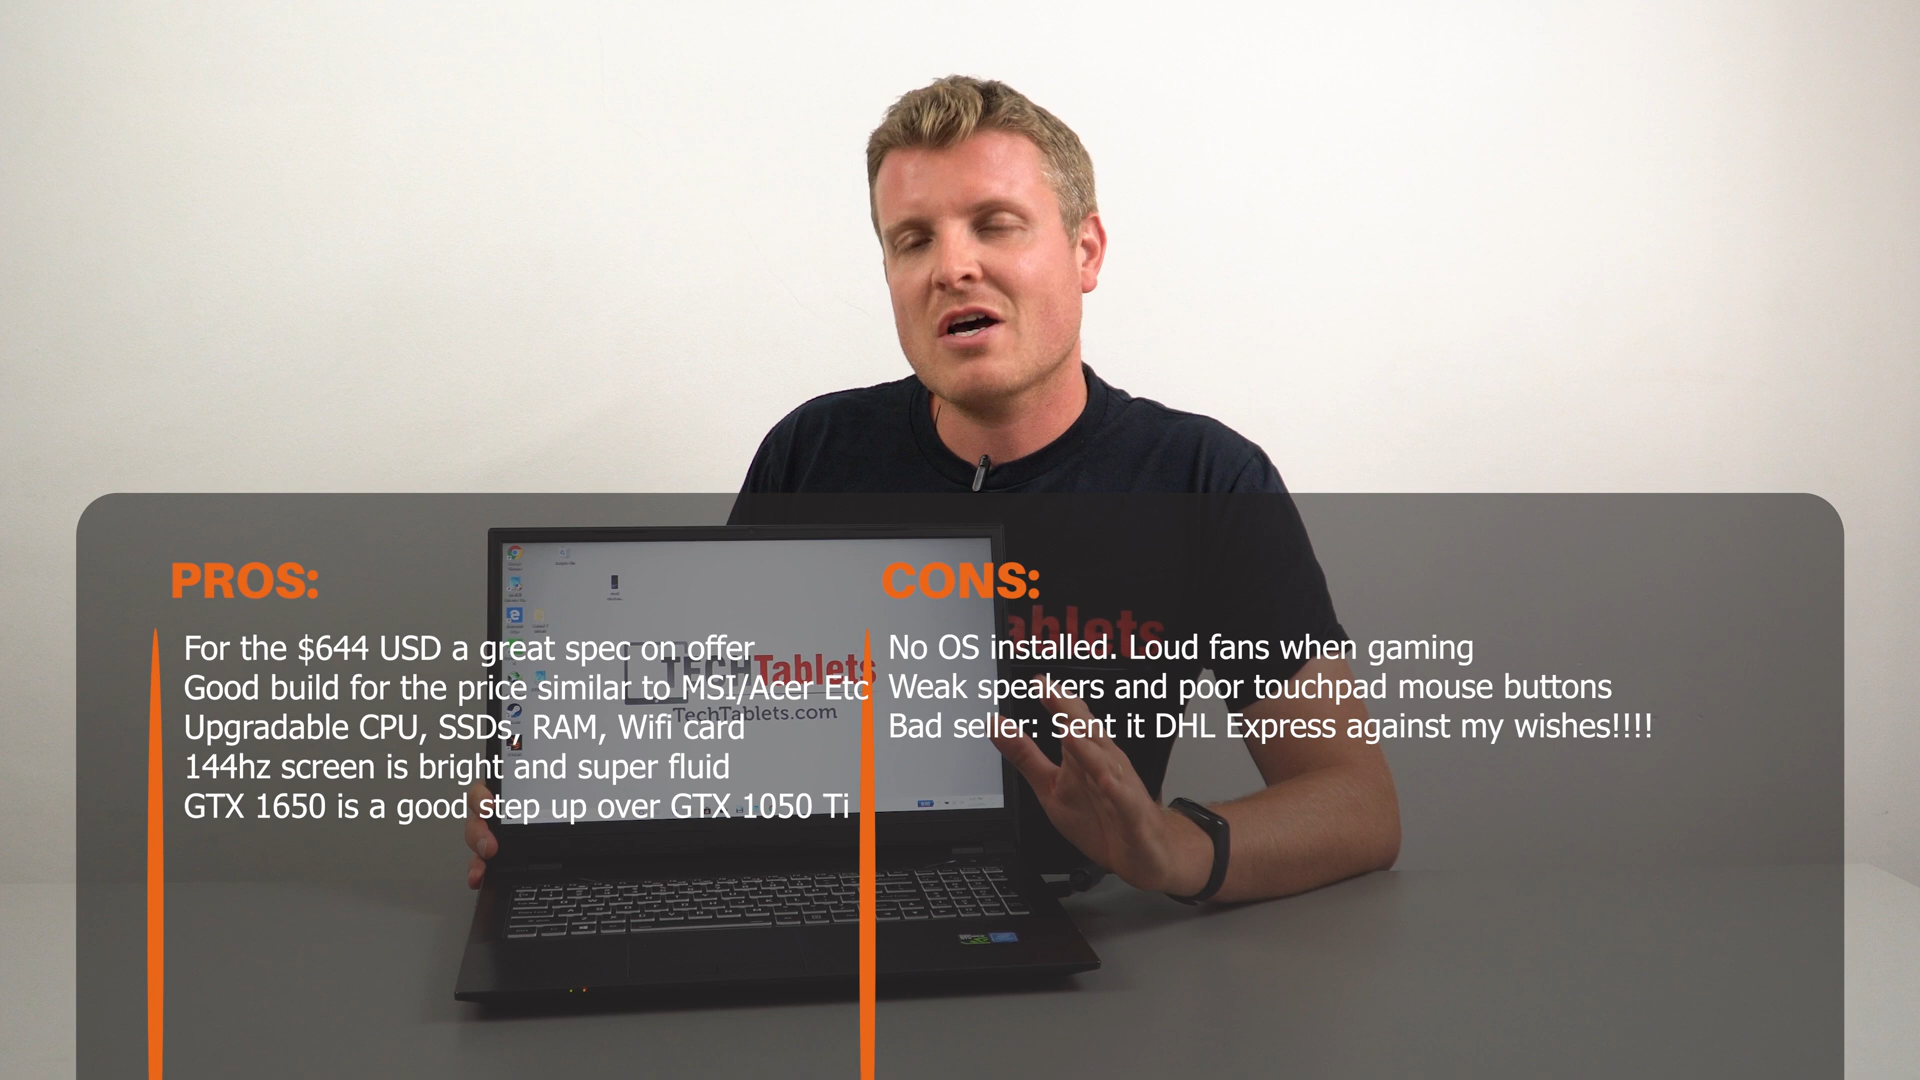 PROS:
For the $644 USD a great spec on offer
Good build for the price similar to MSI/Acer Etc
Upgradable CPU, SSDs, RAM, Wifi card
144hz screen is bright and super fluid
GTX 1650 is a good step up over GTX 1050 Ti
CONS:
No OS installed. Loud fans when gaming
Weak speakers and poor touchpad mouse buttons
Bad seller: Sent it DHL Express against my wishes!!!!
TECHTablets
TechTablets.com
ablets